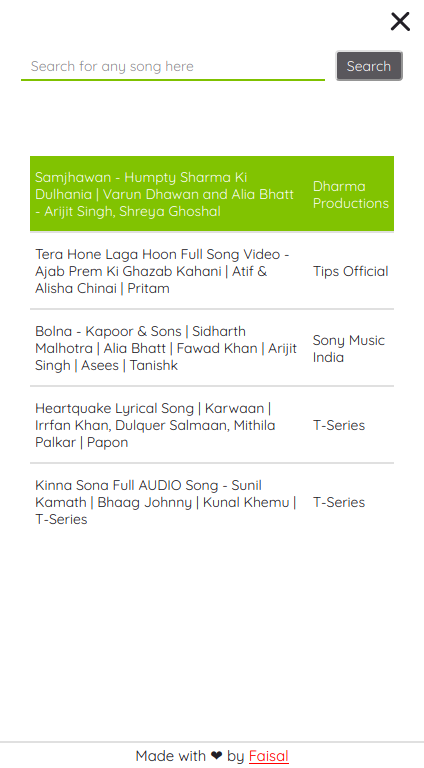 Search for any song here
Search
Samjhawan - Humpty Sharma Ki
Dulhania | Varun Dhawan and Alia Bhatt
- Arijit Singh, Shreya Ghoshal
Dharma
Productions
Tera Hone Laga Hoon Full Song Video -
Ajab Prem Ki Ghazab Kahani | Atif &
Alisha Chinai | Pritam
Tips Official
Bolna - Kapoor & Sons | Sidharth
Malhotra | Alia Bhatt | Fawad Khan | Arijit
Singh | Asees | Tanishk
Sony Music
India
Heartquake Lyrical Song | Karwaan |
Irrfan Khan, Dulquer Salmaan, Mithila
Palkar | Papon
T-Series
Kinna Sona Full AUDIO Song - Sunil
Kamath | Bhaag Johnny | Kunal Khemu |
T-Series
T-Series
Made with ❤ by Faisal